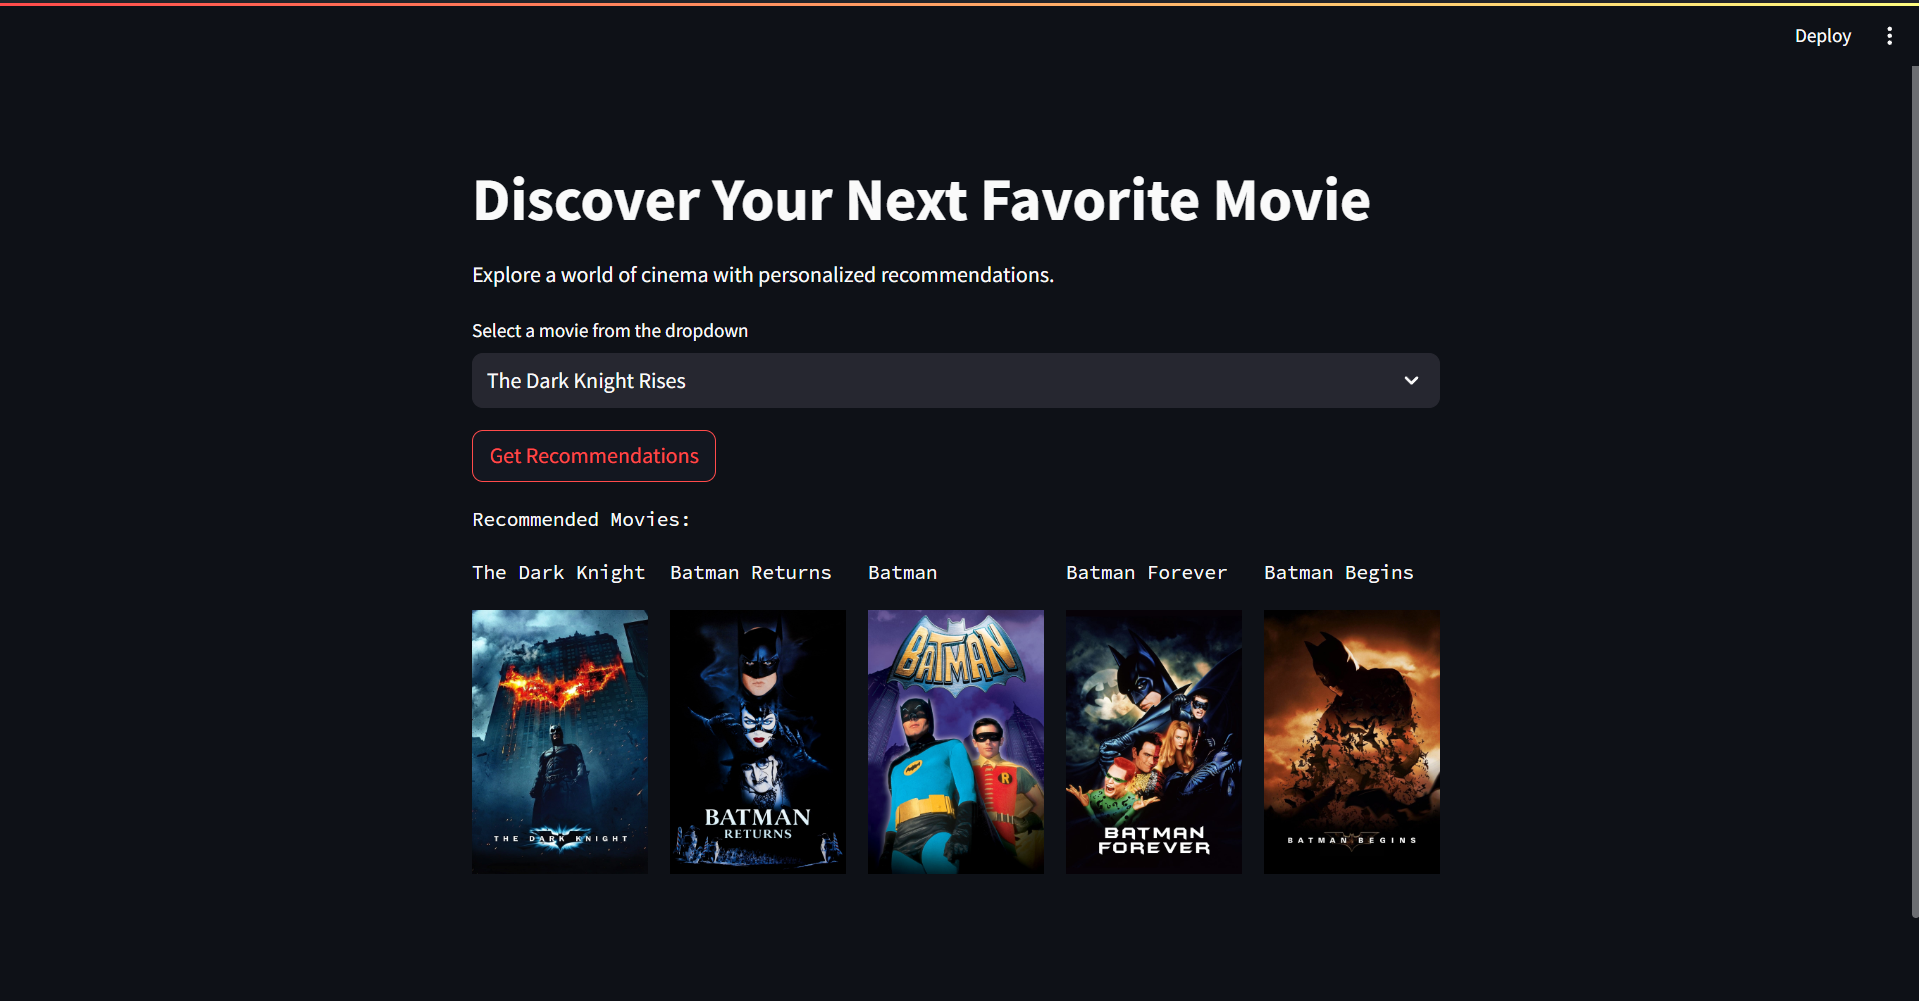 Deploy
Discover Your Next Favorite Movie
Explore a world of cinema with personalized recommendations.
Select a movie from the dropdown
The Dark Knight Rises
Get Recommendations
Recommended Movies:
The Dark Knight
Batman Returns
Batman
Batman Forever
Batman Begins
THE DARK KNIGHT
BATMAN
RETURNS
BATMAN
R
BATMAN
FOREVER
BATMAN BEGINS